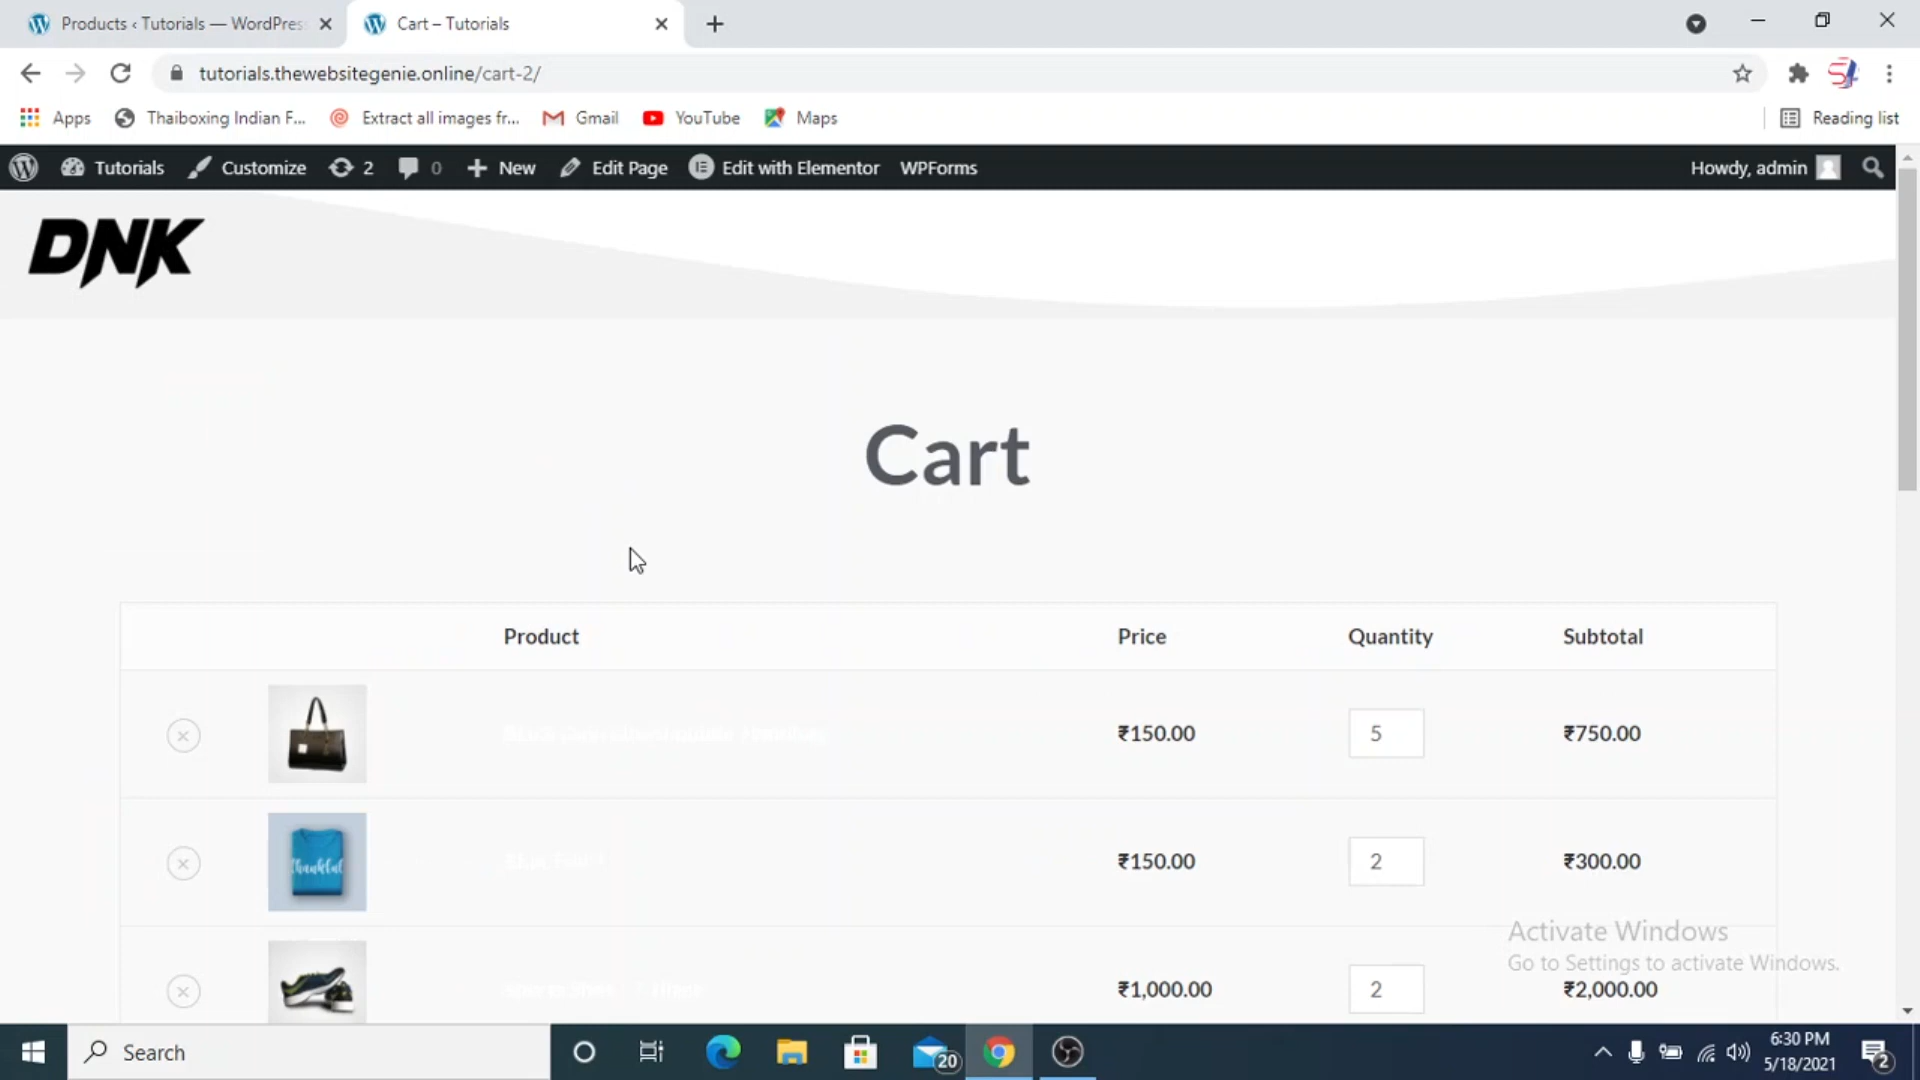 Products ‹ Tutorials — WordPres
Cart – Tutorials
tutorials.thewebsitegenie.online/cart-2/
Apps
Thaiboxing Indian F...
Extract all images fr...
Gmail
YouTube
Maps
Reading list
Tutorials
Customize
2
0
New
Edit Page
Edit with Elementor
WPForms
Howdy, admin
DNK
Cart
Product Price Quantity Subtotal
₹150.00 5 ₹750.00
thankful
₹150.00 2 ₹300.00
₹1,000.00 2 ₹2,000.00
Activate Windows
Go to Settings to activate Windows.
Search
20
6:30 PM
5/18/2021
2